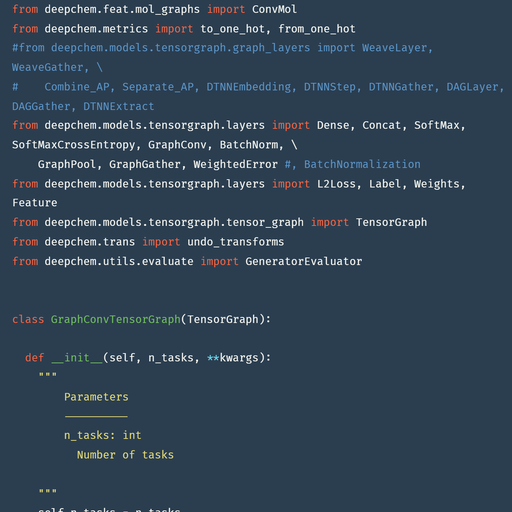 from deepchem.feat.mol_graphs import ConvMol
from deepchem.metrics import to_one_hot, from_one_hot
#from deepchem.models.tensorgraph.graph_layers import WeaveLayer,
WeaveGather, \
#    Combine_AP, Separate_AP, DTNNEmbedding, DTNNStep, DTNNGather, DAGLayer,
DAGGather, DTNNExtract
from deepchem.models.tensorgraph.layers import Dense, Concat, SoftMax,
SoftMaxCrossEntropy, GraphConv, BatchNorm, \
    GraphPool, GraphGather, WeightedError #, BatchNormalization
from deepchem.models.tensorgraph.layers import L2Loss, Label, Weights,
Feature
from deepchem.models.tensorgraph.tensor_graph import TensorGraph
from deepchem.trans import undo_transforms
from deepchem.utils.evaluate import GeneratorEvaluator
class GraphConvTensorGraph(TensorGraph):
  def __init__(self, n_tasks, **kwargs):
    """
        Parameters
        ----------
        n_tasks: int
          Number of tasks
    """
    self.n_tasks = n_tasks